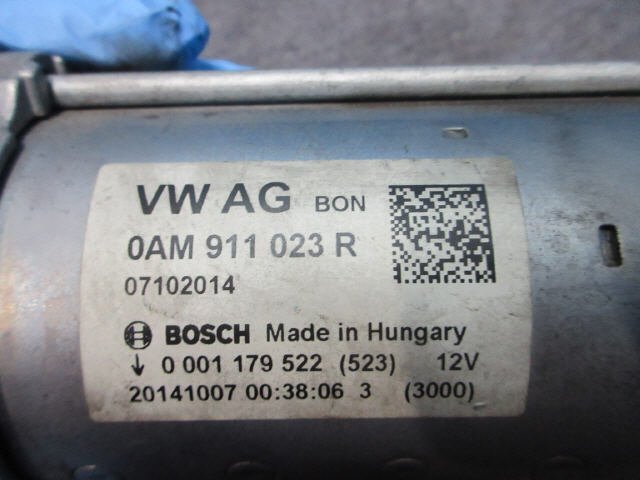 VW AG BON
0AM 911 023 R
07102014
BOSCH Made in Hungary
↓ 0 001 179 522 (523) 12V
20141007 00:38:06 3 (3000)